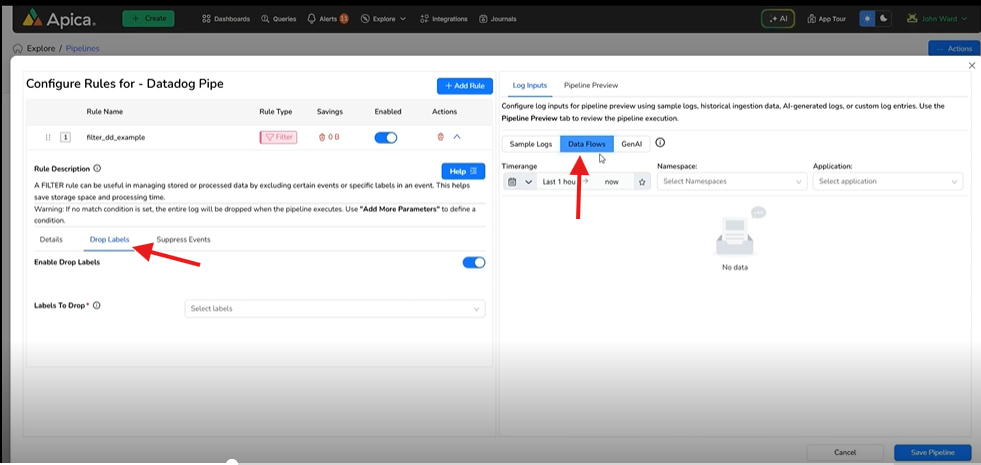 Apica.
+ Create
Dashboards
Queries
Alerts
Explore
Integrations
Journals
+ AI
App Tour
John Ward
Explore / Pipelines
Actions
Configure Rules for - Datadog Pipe
+ Add Rule
Rule Name Rule Type Savings Enabled Actions
1 filter_dd_example Filter 0 B
Rule Description
Help
A FILTER rule can be useful in managing stored or processed data by excluding certain events or specific labels in an event. This helps
save storage space and processing time.
Warning: If no match condition is set, the entire log will be dropped when the pipeline executes. Use "Add More Parameters" to define a
condition.
Details Drop Labels Suppress Events
Enable Drop Labels
Labels To Drop*
Select labels
Log Inputs Pipeline Preview
Configure log inputs for pipeline preview using sample logs, historical ingestion data, AI-generated logs, or custom log entries. Use the
Pipeline Preview tab to review the pipeline execution.
Sample Logs Data Flows GenAI
Timerange Namespace: Application:
Last 1 hou now Select Namespaces Select application
No data
Cancel Save Pipeline